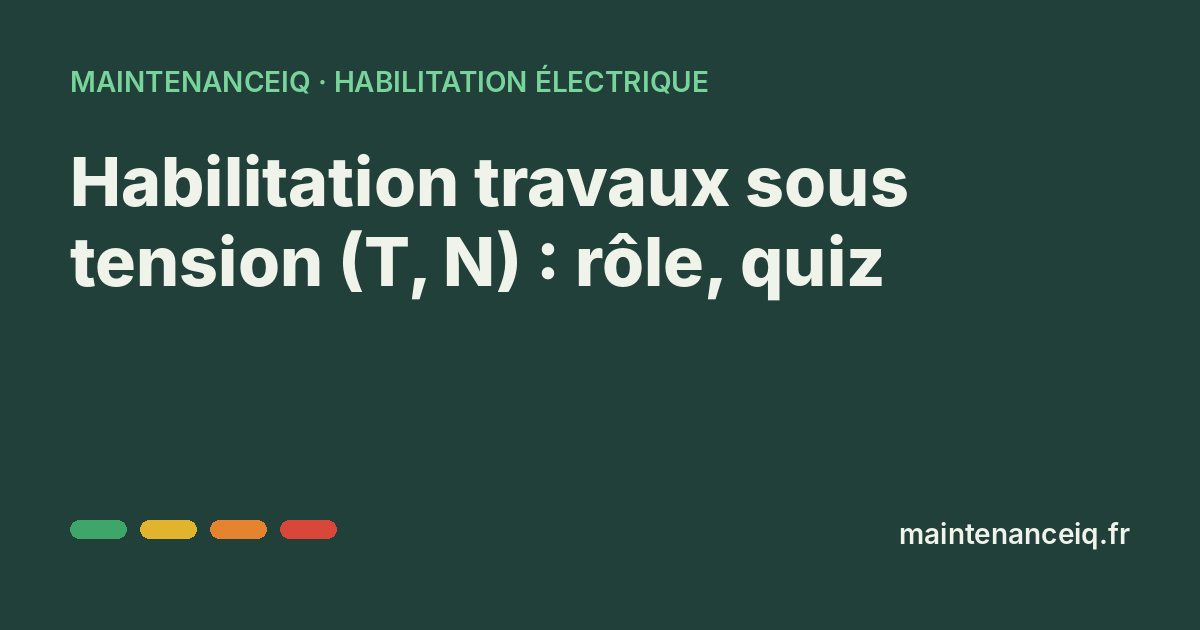 MAINTENANCEIQ · HABILITATION ÉLECTRIQUE
Habilitation travaux sous
tension (T, N) : rôle, quiz
maintenanceiq.fr